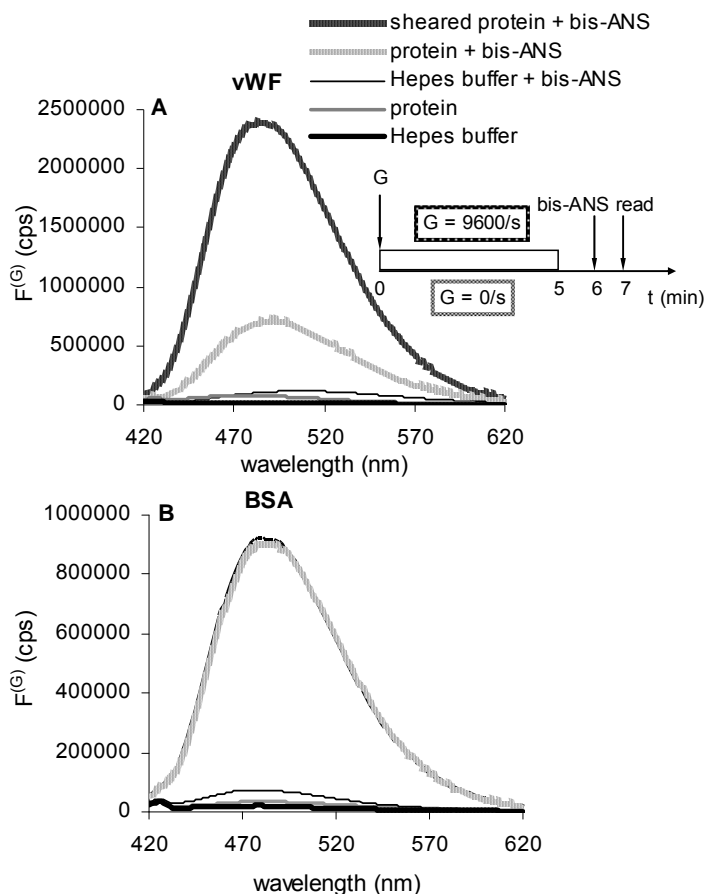 sheared protein + bis-ANS
protein + bis-ANS
Hepes buffer + bis-ANS
protein
Hepes buffer
A
vWF
2500000
2000000
1500000
1000000
500000
0
F(G) (cps)
420 470 520 570 620
wavelength (nm)
G
G = 9600/s
bis-ANS read
0 5 6 7 t (min)
G = 0/s
B
BSA
1000000
800000
600000
400000
200000
0
F(G) (cps)
420 470 520 570 620
wavelength (nm)